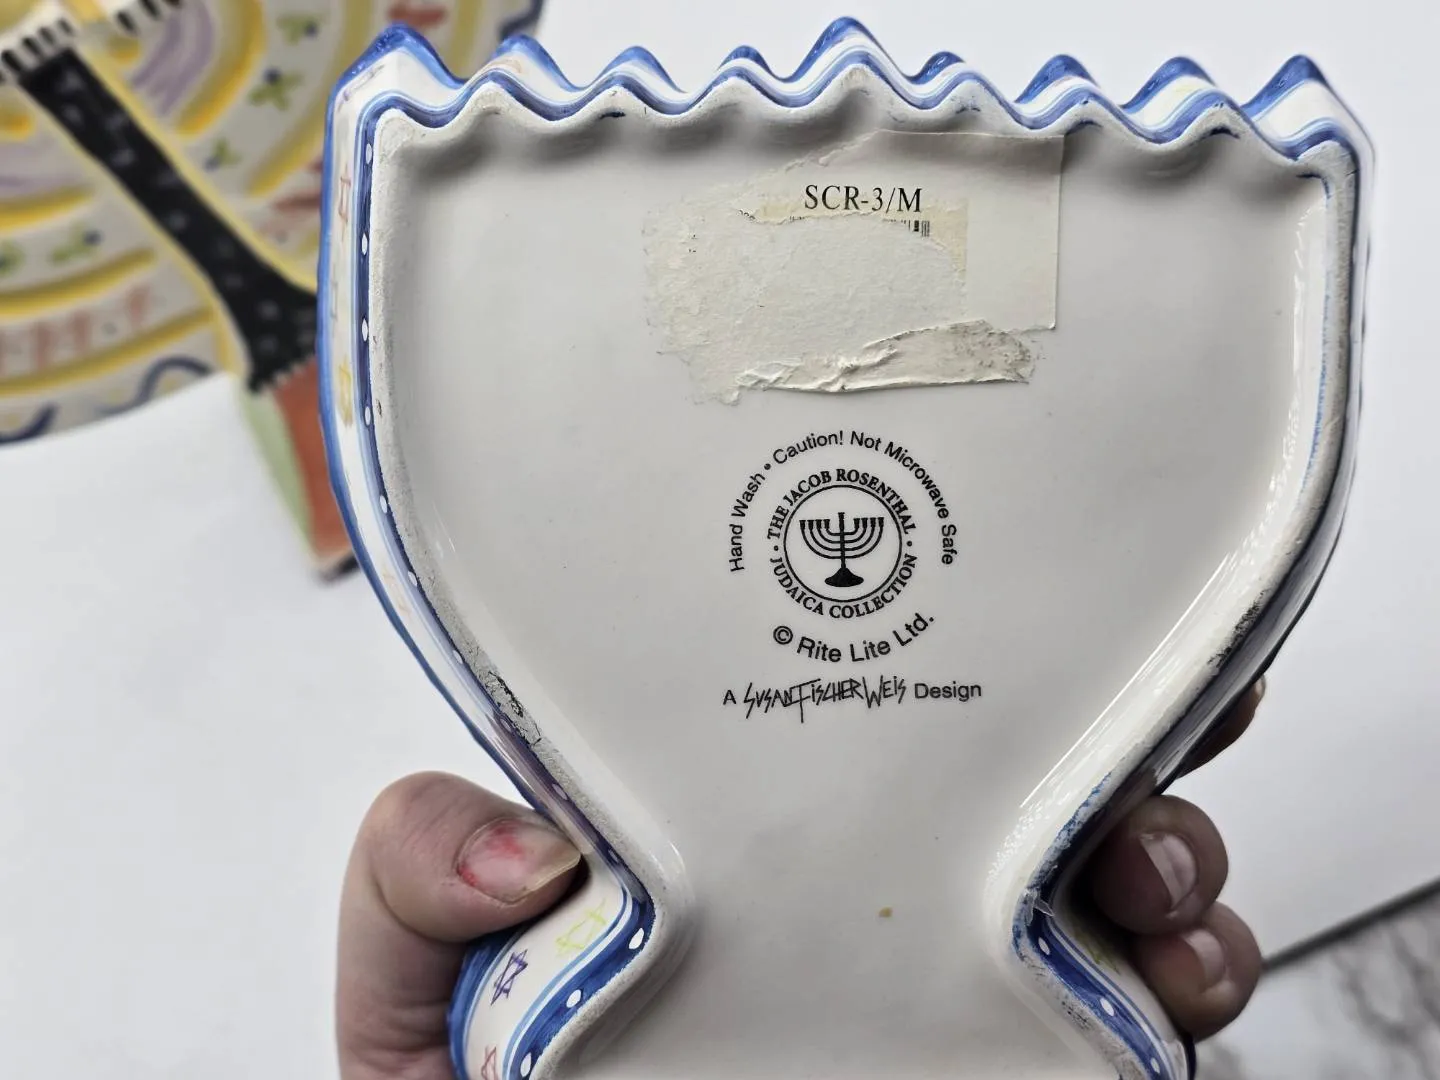 SCR-3/M
Hand Wash • Caution! Not Microwave Safe
• THE JACOB ROSENTHAL •
JUDAICA COLLECTION
© Rite Lite Ltd.
A SUSAN FISCHER WEIS Design